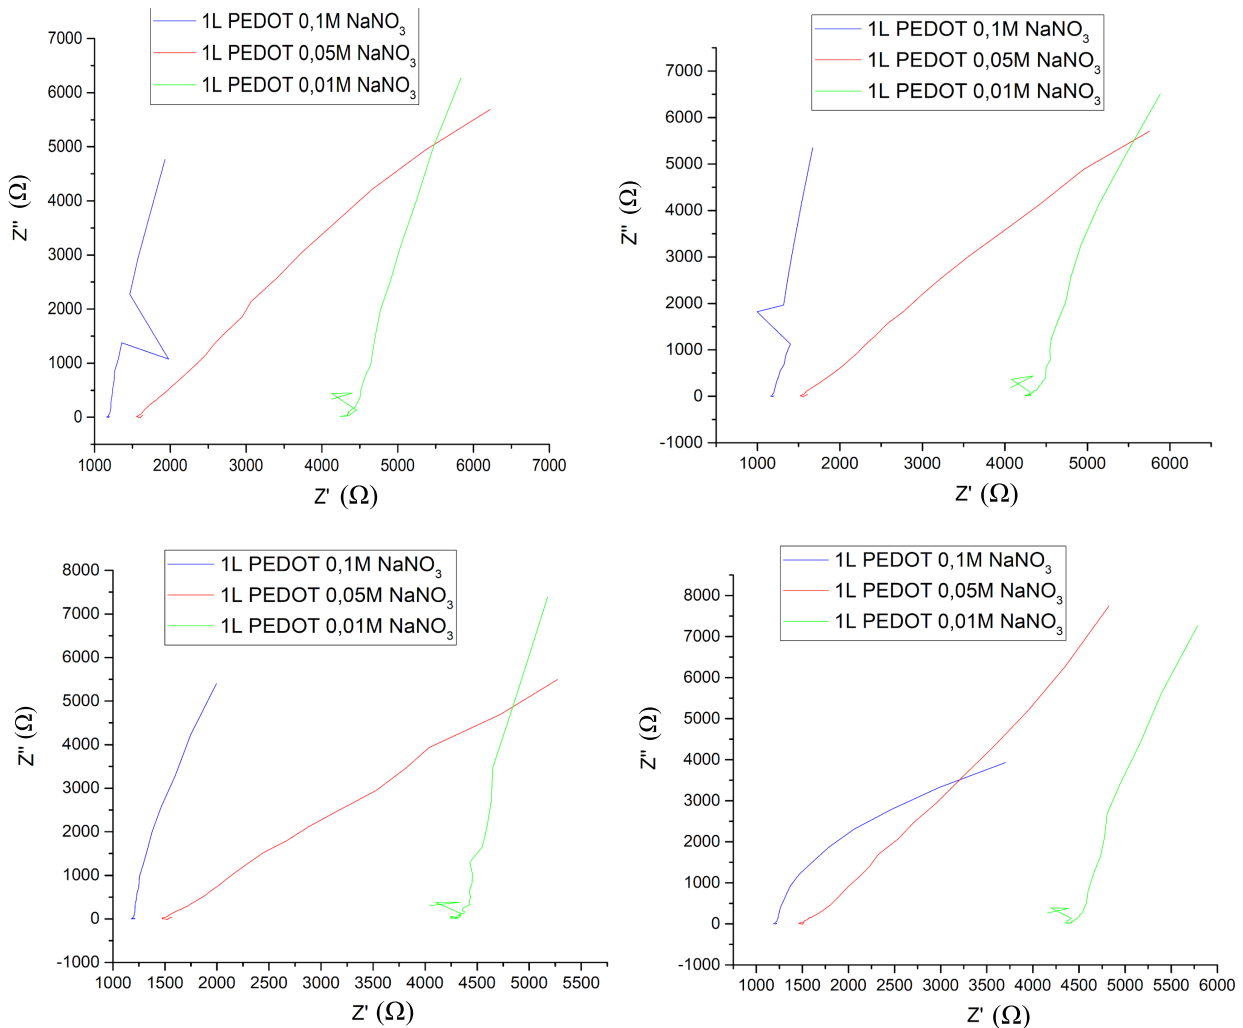 1L PEDOT 0,1M NaNO₃
1L PEDOT 0,05M NaNO₃
1L PEDOT 0,01M NaNO₃
7000
6000
5000
4000
3000
2000
1000
0
Z'' (Ω)
1000 2000 3000 4000 5000 6000 7000
Z' (Ω)
1L PEDOT 0,1M NaNO₃
1L PEDOT 0,05M NaNO₃
1L PEDOT 0,01M NaNO₃
7000
6000
5000
4000
3000
2000
1000
0
-1000
Z'' (Ω)
1000 2000 3000 4000 5000 6000
Z' (Ω)
1L PEDOT 0,1M NaNO₃
1L PEDOT 0,05M NaNO₃
1L PEDOT 0,01M NaNO₃
8000
7000
6000
5000
4000
3000
2000
1000
0
-1000
Z'' (Ω)
1000 1500 2000 2500 3000 3500 4000 4500 5000 5500
Z' (Ω)
1L PEDOT 0,1M NaNO₃
1L PEDOT 0,05M NaNO₃
1L PEDOT 0,01M NaNO₃
8000
7000
6000
5000
4000
3000
2000
1000
0
-1000
Z'' (Ω)
1000 1500 2000 2500 3000 3500 4000 4500 5000 5500 6000
Z' (Ω)